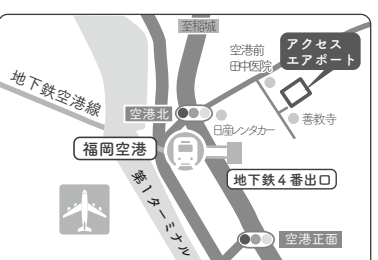 至稲城
空港前
田中医院
アクセス
エアポート
地下鉄空港線
空港北
日産レンタカー
善教寺
福岡空港
地下鉄4番出口
第1ターミナル
空港正面